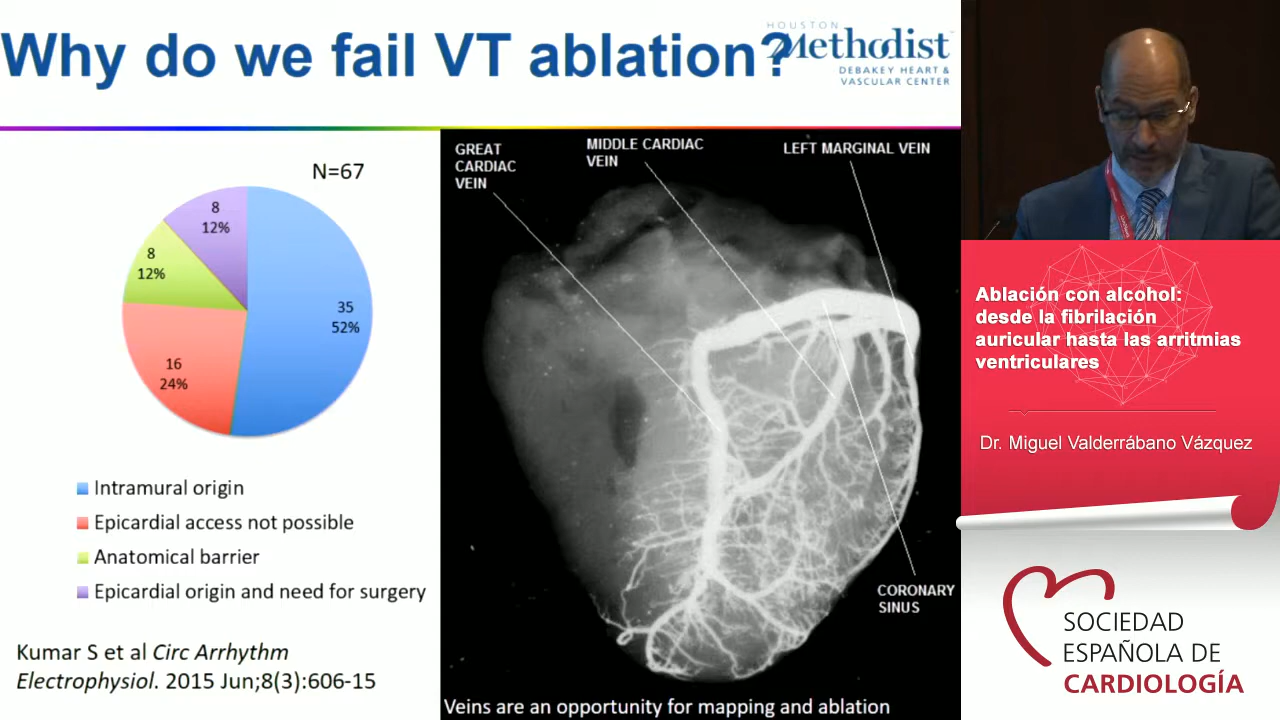 Why do we fail VT ablation?
HOUSTON
Methodist
DEBAKEY HEART &
VASCULAR CENTER
N=67
8
12%
8
12%
35
52%
16
24%
Intramural origin
Epicardial access not possible
Anatomical barrier
Epicardial origin and need for surgery
Kumar S et al Circ Arrhythm
Electrophysiol. 2015 Jun;8(3):606-15
GREAT
CARDIAC
VEIN
MIDDLE CARDIAC
VEIN
LEFT MARGINAL VEIN
CORONARY
SINUS
Veins are an opportunity for mapping and ablation
Ablación con alcohol:
desde la fibrilación
auricular hasta las arritmias
ventriculares
Dr. Miguel Valderrábano Vázquez
SOCIEDAD
ESPAÑOLA DE
CARDIOLOGÍA